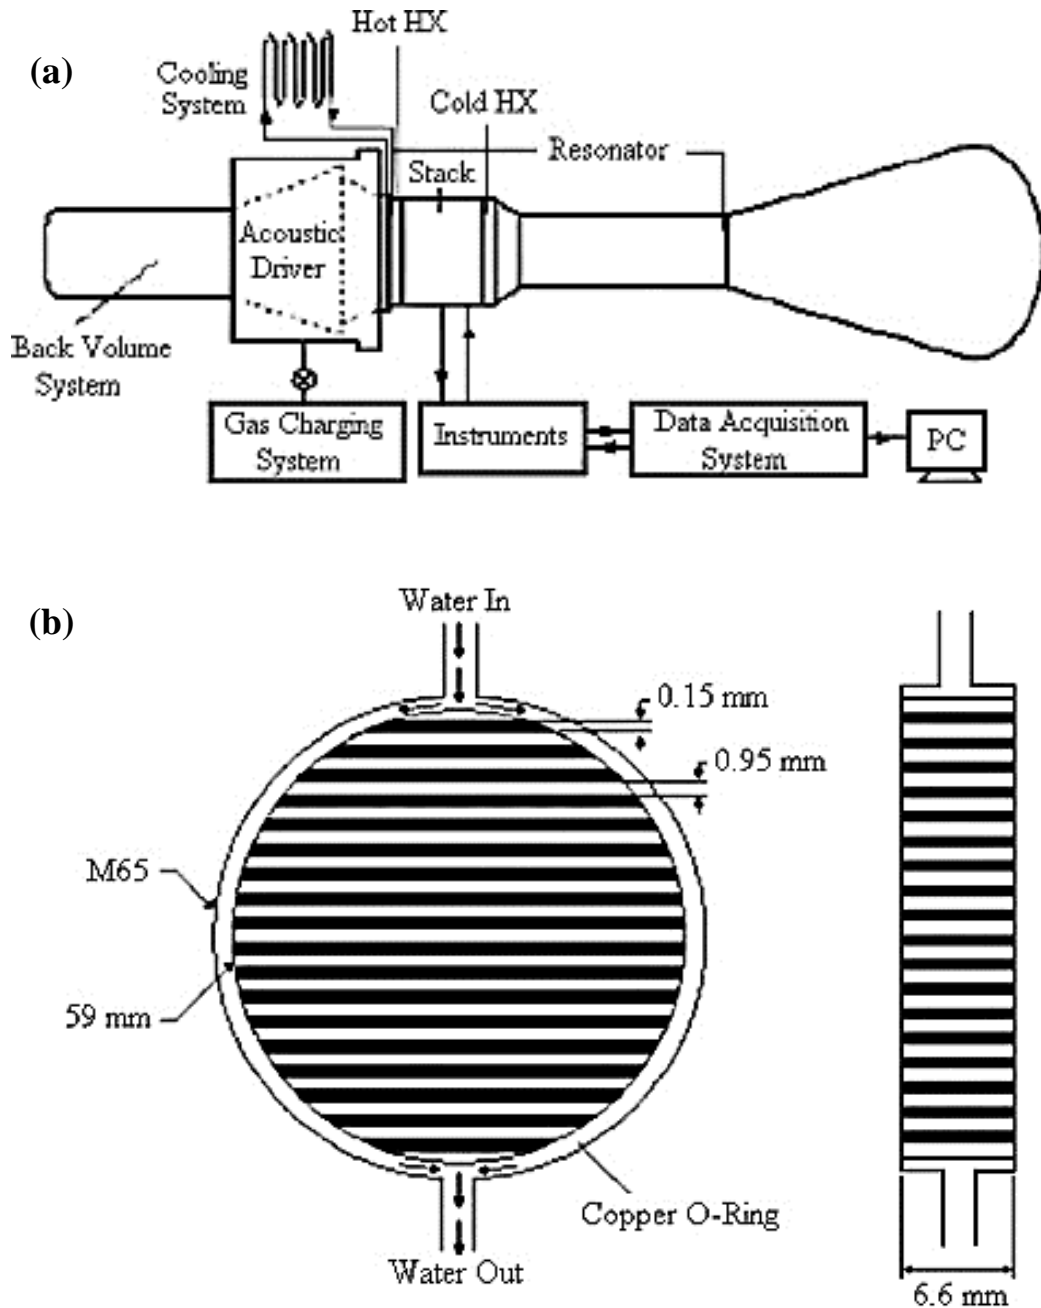 (a)
Hot HX
Cooling
System
Cold HX
Resonator
Stack
Acoustic
Driver
Back Volume
System
Gas Charging
System
Instruments
Data Acquisition
System
PC
(b)
Water In
0.15 mm
0.95 mm
M65
59 mm
Copper O-Ring
Water Out
6.6 mm